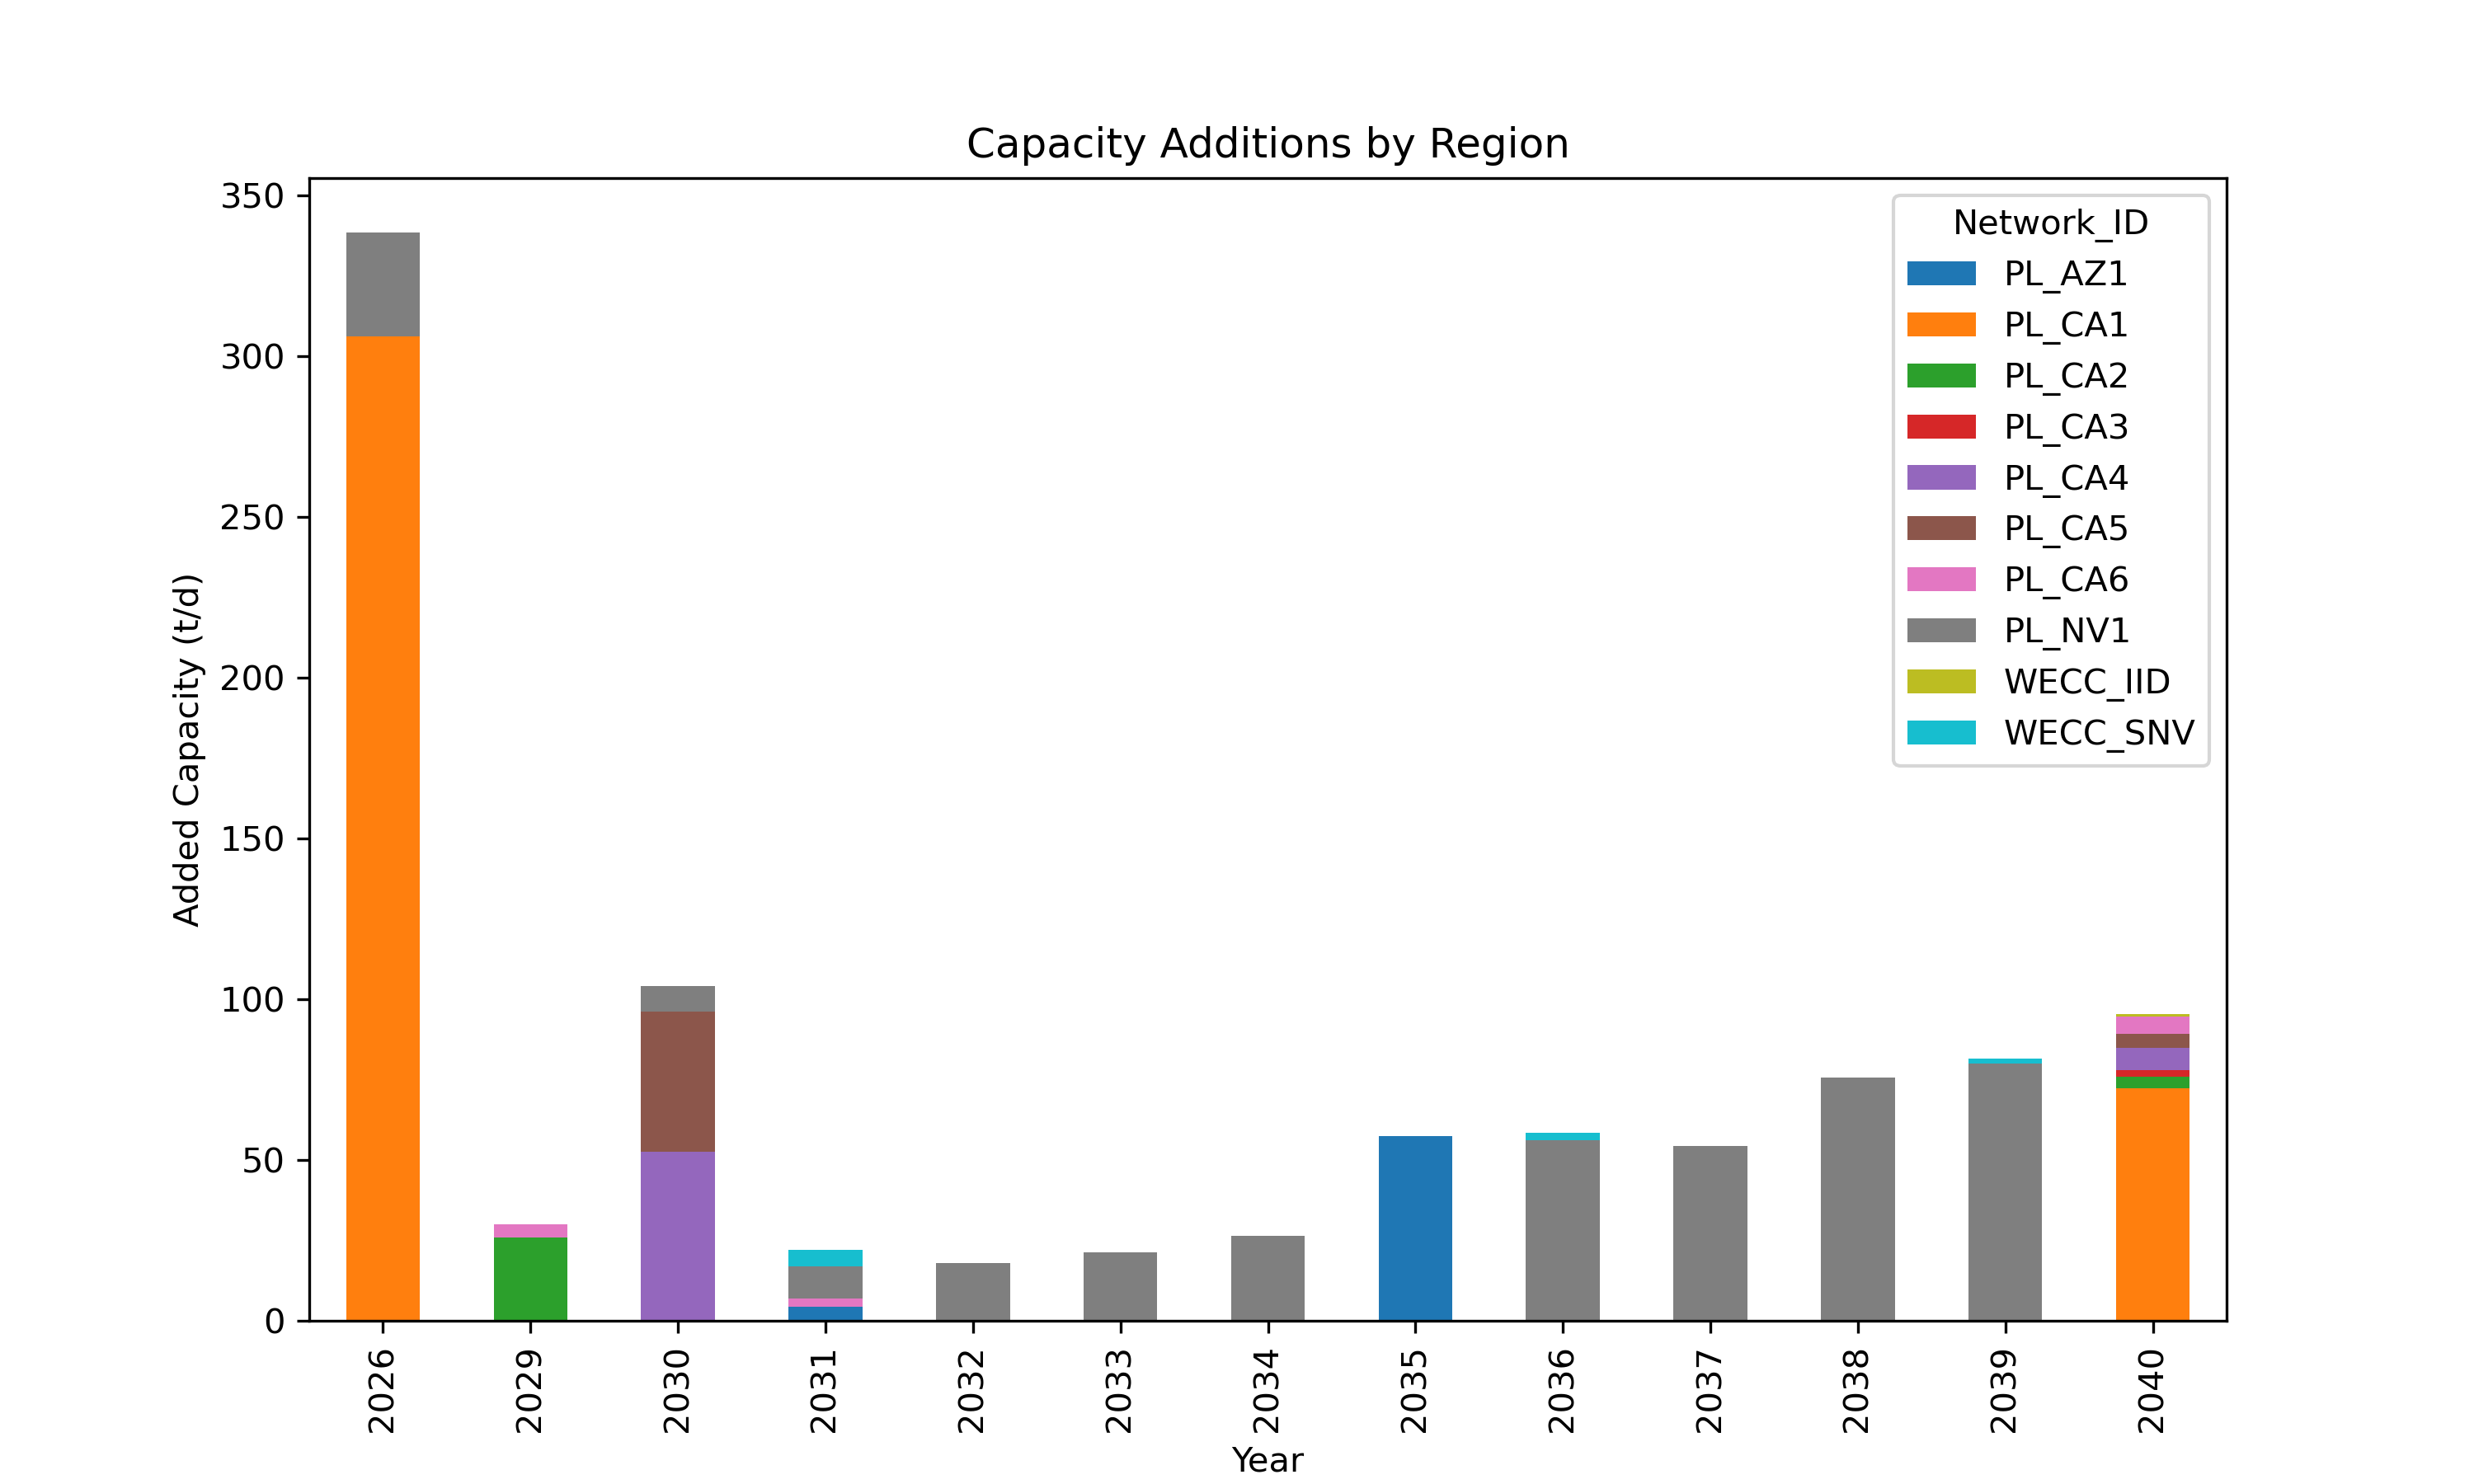 Capacity Additions by Region
350
300
250
200
150
100
50
0
Added Capacity (t/d)
Network_ID
PL_AZ1
PL_CA1
PL_CA2
PL_CA3
PL_CA4
PL_CA5
PL_CA6
PL_NV1
WECC_IID
WECC_SNV
2026
2029
2030
2031
2032
2033
2034
2035
2036
2037
2038
2039
2040
Year